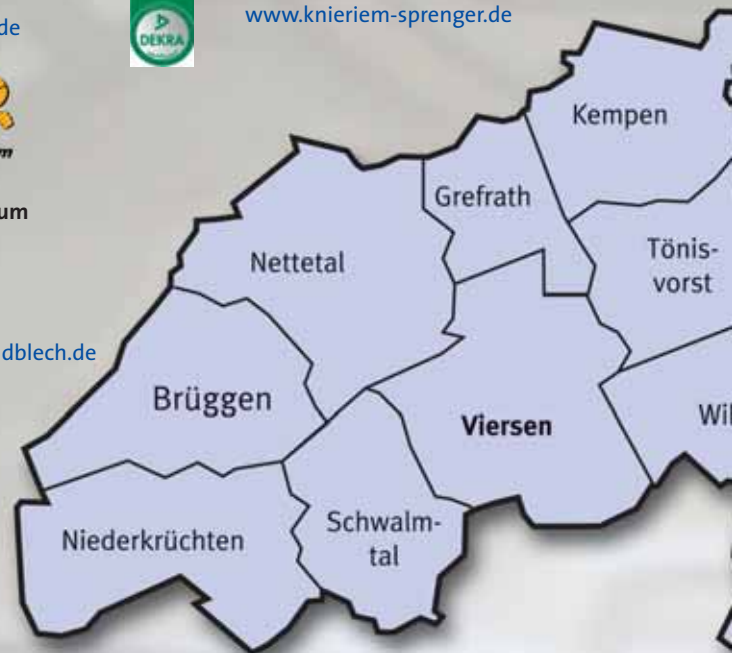 de
www.knieriem-sprenger.de
DEKRA
m
um
dblech.de
Kempen
Grefrath
Tönis-
vorst
Nettetal
Brüggen
Viersen
Wil
Niederkrüchten
Schwalm-
tal